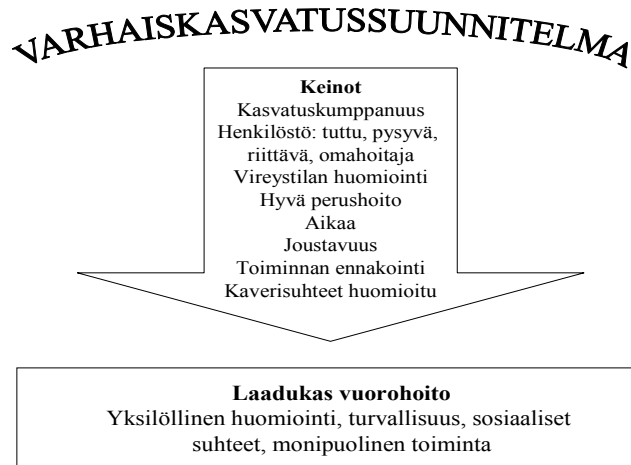 VARHAISKASVATUSSUUNNITELMA
Keinot
Kasvatuskumppanuus
Henkilöstö: tuttu, pysyvä,
riittävä, omahoitaja
Vireystilan huomiointi
Hyvä perushoito
Aikaa
Joustavuus
Toiminnan ennakointi
Kaverisuhteet huomioitu
Laadukas vuorohoito
Yksilöllinen huomiointi, turvallisuus, sosiaaliset
suhteet, monipuolinen toiminta